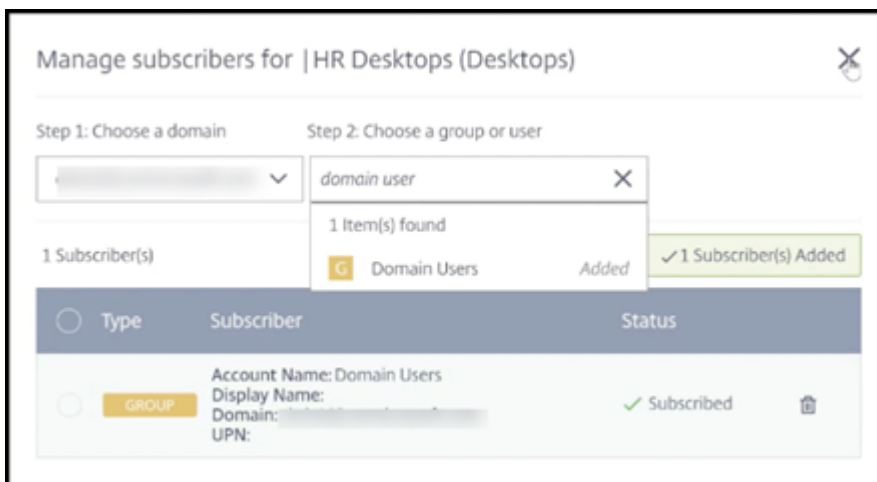 Manage subscribers for |HR Desktops (Desktops)
Step 1: Choose a domain
Step 2: Choose a group or user
domain user
1 Item(s) found
G Domain Users Added
1 Subscriber(s)
1 Subscriber(s) Added
Type Subscriber Status
GROUP
Account Name: Domain Users
Display Name:
Domain:
UPN:
Subscribed